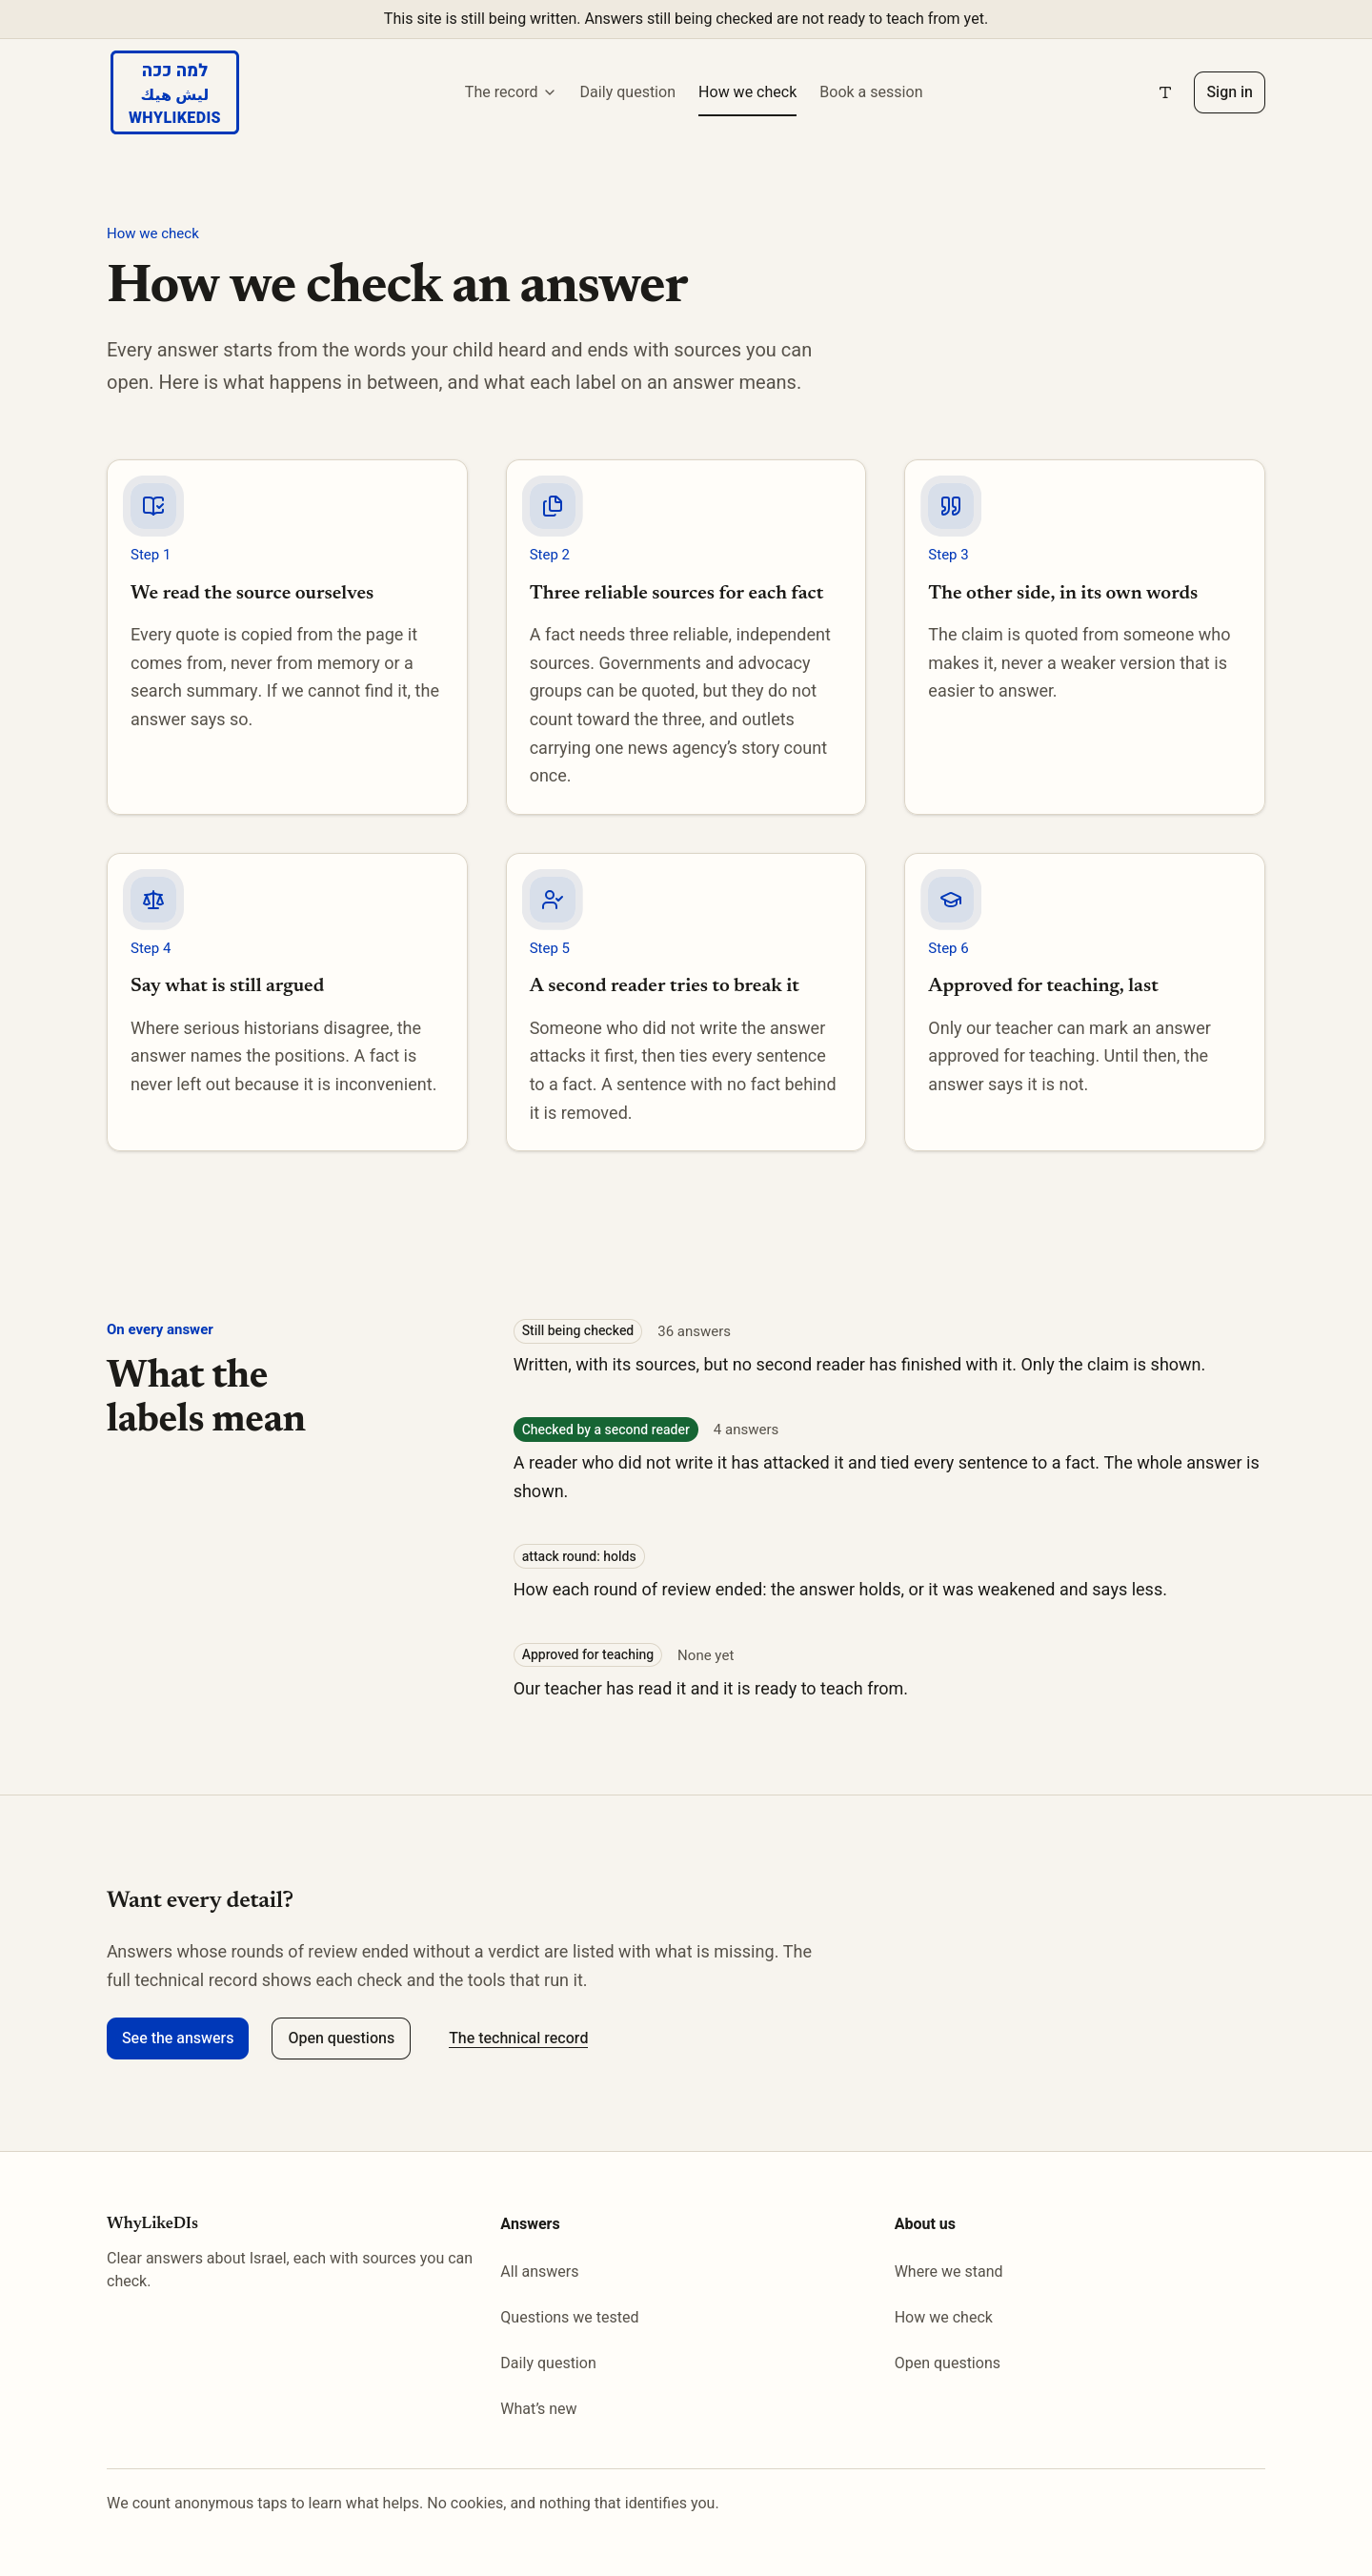 This site is still being written. Answers still being checked are not ready to teach from yet.
למה ככה
ليش هيك
WHYLIKEDIS
The record
Daily question
How we check
Book a session
T
Sign in
How we check
How we check an answer
Every answer starts from the words your child heard and ends with sources you can
open. Here is what happens in between, and what each label on an answer means.
Step 1
We read the source ourselves
Every quote is copied from the page it
comes from, never from memory or a
search summary. If we cannot find it, the
answer says so.
Step 2
Three reliable sources for each fact
A fact needs three reliable, independent
sources. Governments and advocacy
groups can be quoted, but they do not
count toward the three, and outlets
carrying one news agency’s story count
once.
Step 3
The other side, in its own words
The claim is quoted from someone who
makes it, never a weaker version that is
easier to answer.
Step 4
Say what is still argued
Where serious historians disagree, the
answer names the positions. A fact is
never left out because it is inconvenient.
Step 5
A second reader tries to break it
Someone who did not write the answer
attacks it first, then ties every sentence
to a fact. A sentence with no fact behind
it is removed.
Step 6
Approved for teaching, last
Only our teacher can mark an answer
approved for teaching. Until then, the
answer says it is not.
On every answer
What the
labels mean
Still being checked 36 answers
Written, with its sources, but no second reader has finished with it. Only the claim is shown.
Checked by a second reader 4 answers
A reader who did not write it has attacked it and tied every sentence to a fact. The whole answer is
shown.
attack round: holds
How each round of review ended: the answer holds, or it was weakened and says less.
Approved for teaching None yet
Our teacher has read it and it is ready to teach from.
Want every detail?
Answers whose rounds of review ended without a verdict are listed with what is missing. The
full technical record shows each check and the tools that run it.
See the answers
Open questions
The technical record
WhyLikeDIs
Clear answers about Israel, each with sources you can
check.
Answers
All answers
Questions we tested
Daily question
What’s new
About us
Where we stand
How we check
Open questions
We count anonymous taps to learn what helps. No cookies, and nothing that identifies you.